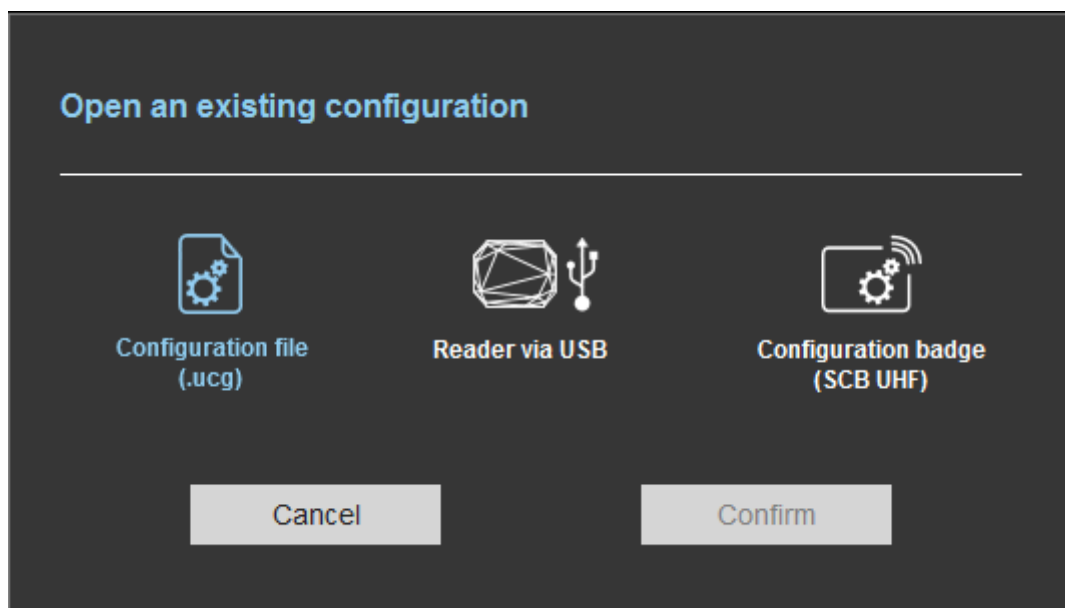 Open an existing configuration
Configuration file
(.ucg)
Reader via USB
Configuration badge
(SCB UHF)
Cancel
Confirm